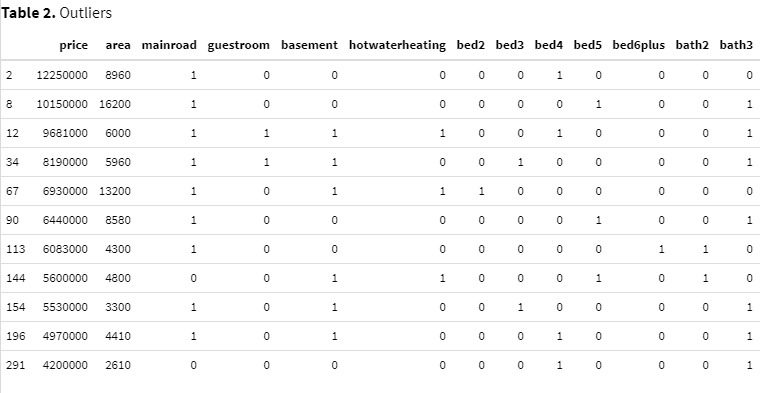 Table 2. Outliers
price area mainroad guestroom basement hotwaterheating bed2 bed3 bed4 bed5 bed6plus bath2 bath3
2 12250000 8960 1 0 0 0 0 0 1 0 0 0 0
8 10150000 16200 1 0 0 0 0 0 0 1 0 0 1
12 9681000 6000 1 1 1 1 0 0 1 0 0 0 1
34 8190000 5960 1 1 1 0 0 1 0 0 0 0 1
67 6930000 13200 1 0 1 1 1 0 0 0 0 0 0
90 6440000 8580 1 0 0 0 0 0 0 1 0 0 1
113 6083000 4300 1 0 0 0 0 0 0 0 1 1 0
144 5600000 4800 0 0 1 1 0 0 0 1 0 1 0
154 5530000 3300 1 0 1 0 0 1 0 0 0 0 1
196 4970000 4410 1 0 1 0 0 0 1 0 0 0 1
291 4200000 2610 0 0 0 0 0 0 1 0 0 0 1